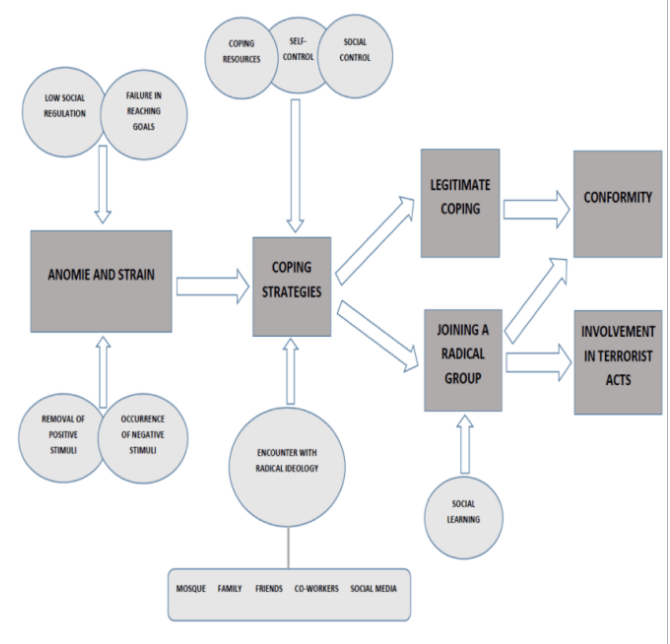 COPING
RESOURCES
SELF-
CONTROL
SOCIAL
CONTROL
LOW SOCIAL
REGULATION
FAILURE IN
REACHING
GOALS
LEGITIMATE
COPING
CONFORMITY
ANOMIE AND STRAIN
COPING
STRATEGIES
JOINING A
RADICAL
GROUP
INVOLVEMENT
IN TERRORIST
ACTS
REMOVAL OF
POSITIVE
STIMULI
OCCURRENCE
OF NEGATIVE
STIMULI
ENCOUNTER WITH
RADICAL IDEOLOGY
SOCIAL
LEARNING
MOSQUE FAMILY FRIENDS CO-WORKERS SOCIAL MEDIA